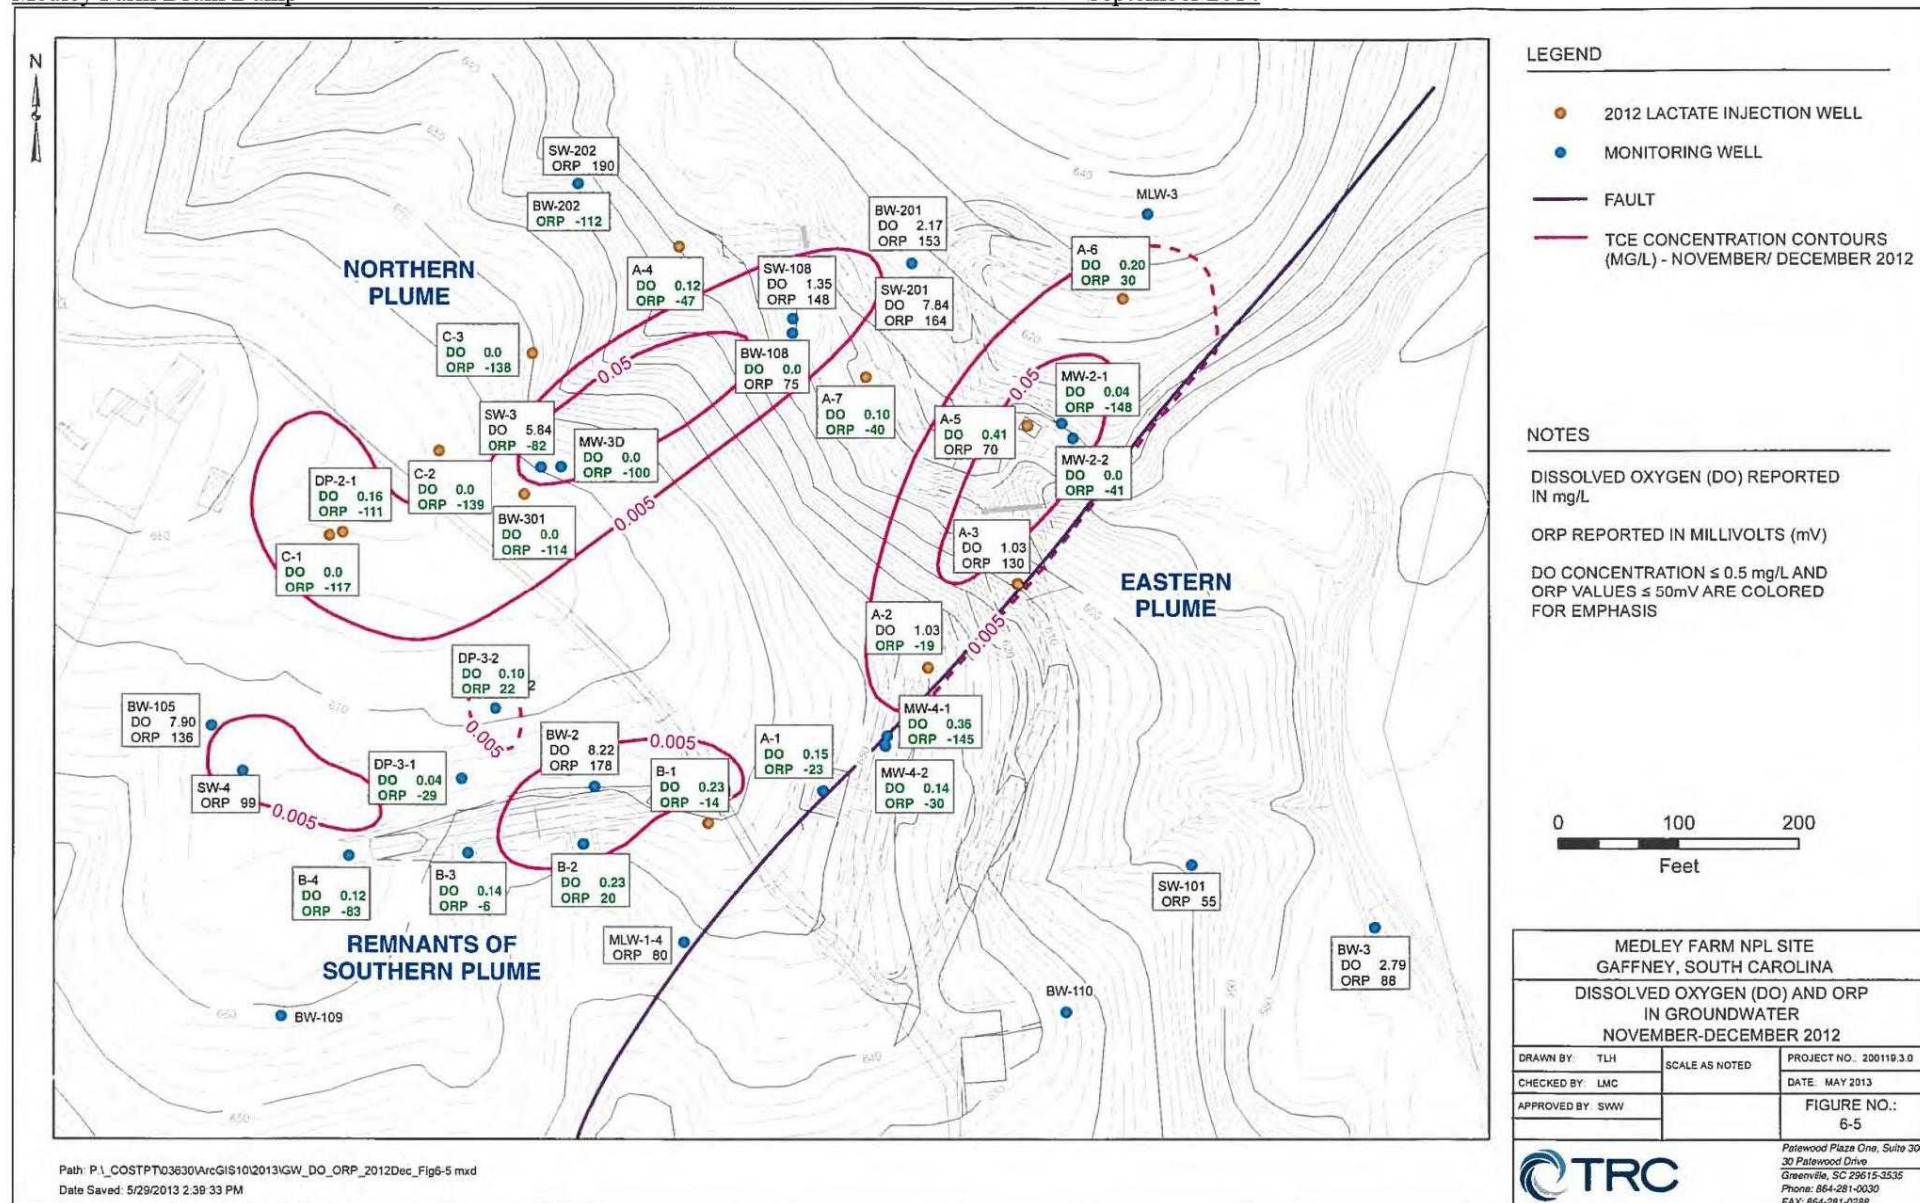 N
NORTHERN
PLUME
EASTERN
PLUME
REMNANTS OF
SOUTHERN PLUME
SW-202
ORP 190
BW-202
ORP -112
BW-201
DO 2.17
ORP 153
SW-201
DO 7.84
ORP 164
MLW-3
A-6
DO 0.20
ORP 30
A-4
DO 0.12
ORP -47
SW-108
DO 1.35
ORP 148
BW-108
DO 0.0
ORP 75
C-3
DO 0.0
ORP -138
A-7
DO 0.10
ORP -40
MW-2-1
DO 0.04
ORP -148
A-5
DO 0.41
ORP 70
MW-2-2
DO 0.0
ORP -41
SW-3
DO 5.84
ORP -82
MW-3D
DO 0.0
ORP -100
C-2
DO 0.0
ORP -139
DP-2-1
DO 0.16
ORP -111
BW-301
DO 0.0
ORP -114
C-1
DO 0.0
ORP -117
A-3
DO 1.03
ORP 130
A-2
DO 1.03
ORP -19
DP-3-2
DO 0.10
ORP 22
BW-105
DO 7.90
ORP 136
MW-4-1
DO 0.36
ORP -145
BW-2
DO 8.22
ORP 178
A-1
DO 0.15
ORP -23
DP-3-1
DO 0.04
ORP -29
B-1
DO 0.23
ORP -14
MW-4-2
DO 0.14
ORP -30
SW-4
ORP 99
B-4
DO 0.12
ORP -83
B-3
DO 0.14
ORP -6
B-2
DO 0.23
ORP 20
SW-101
ORP 55
MLW-1-4
ORP 80
BW-3
DO 2.79
ORP 88
BW-110
BW-109
0.05
0.05
0.005
0.005
0.005
0.005
0.005
640
620
660
670
650
640
LEGEND
2012 LACTATE INJECTION WELL
MONITORING WELL
FAULT
TCE CONCENTRATION CONTOURS
(MG/L) - NOVEMBER/ DECEMBER 2012
NOTES
DISSOLVED OXYGEN (DO) REPORTED
IN mg/L
ORP REPORTED IN MILLIVOLTS (mV)
DO CONCENTRATION ≤ 0.5 mg/L AND
ORP VALUES ≤ 50mV ARE COLORED
FOR EMPHASIS
0 100 200
Feet
MEDLEY FARM NPL SITE
GAFFNEY, SOUTH CAROLINA
DISSOLVED OXYGEN (DO) AND ORP
IN GROUNDWATER
NOVEMBER-DECEMBER 2012
DRAWN BY: TLH
SCALE AS NOTED
PROJECT NO.: 200119.3.0
CHECKED BY: LMC
DATE: MAY 2013
APPROVED BY: SWW
FIGURE NO.:
6-5
TRC
Patewood Plaza One, Suite 30
30 Patewood Drive
Greenville, SC 29615-3535
Phone: 864-281-0030
FAX: 864-281-0288
Path: P:\_COSTPT\03630\ArcGIS10\2013\GW_DO_ORP_2012Dec_Fig6-5 mxd
Date Saved: 5/29/2013 2:39:33 PM